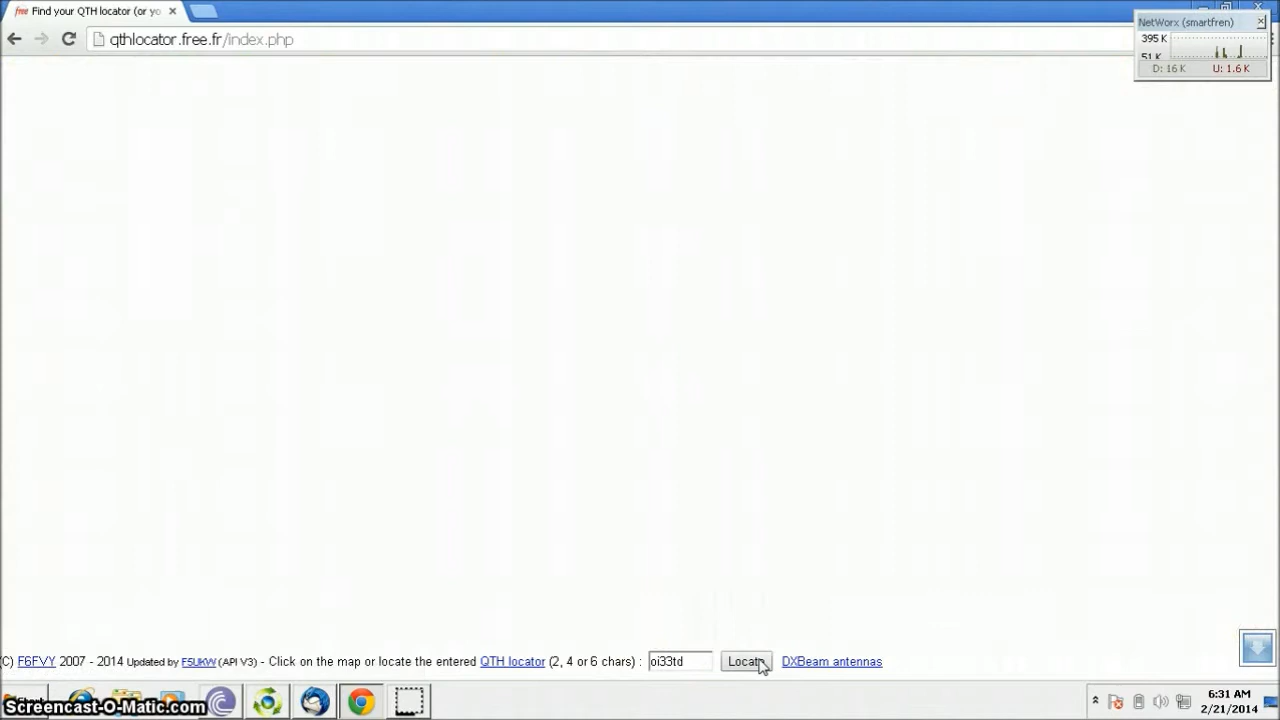 free Find your QTH locator (or yo
NetWorx (smartfren)
qthlocator.free.fr/index.php
395 K
51 K
D: 16 K U: 1.6 K
(C) F6FVY 2007 - 2014 Updated by F5UKW (API V3) - Click on the map or locate the entered QTH locator (2, 4 or 6 chars) : oi33td Locate DXBeam antennas
Screencast-O-Matic.com
6:31 AM
2/21/2014